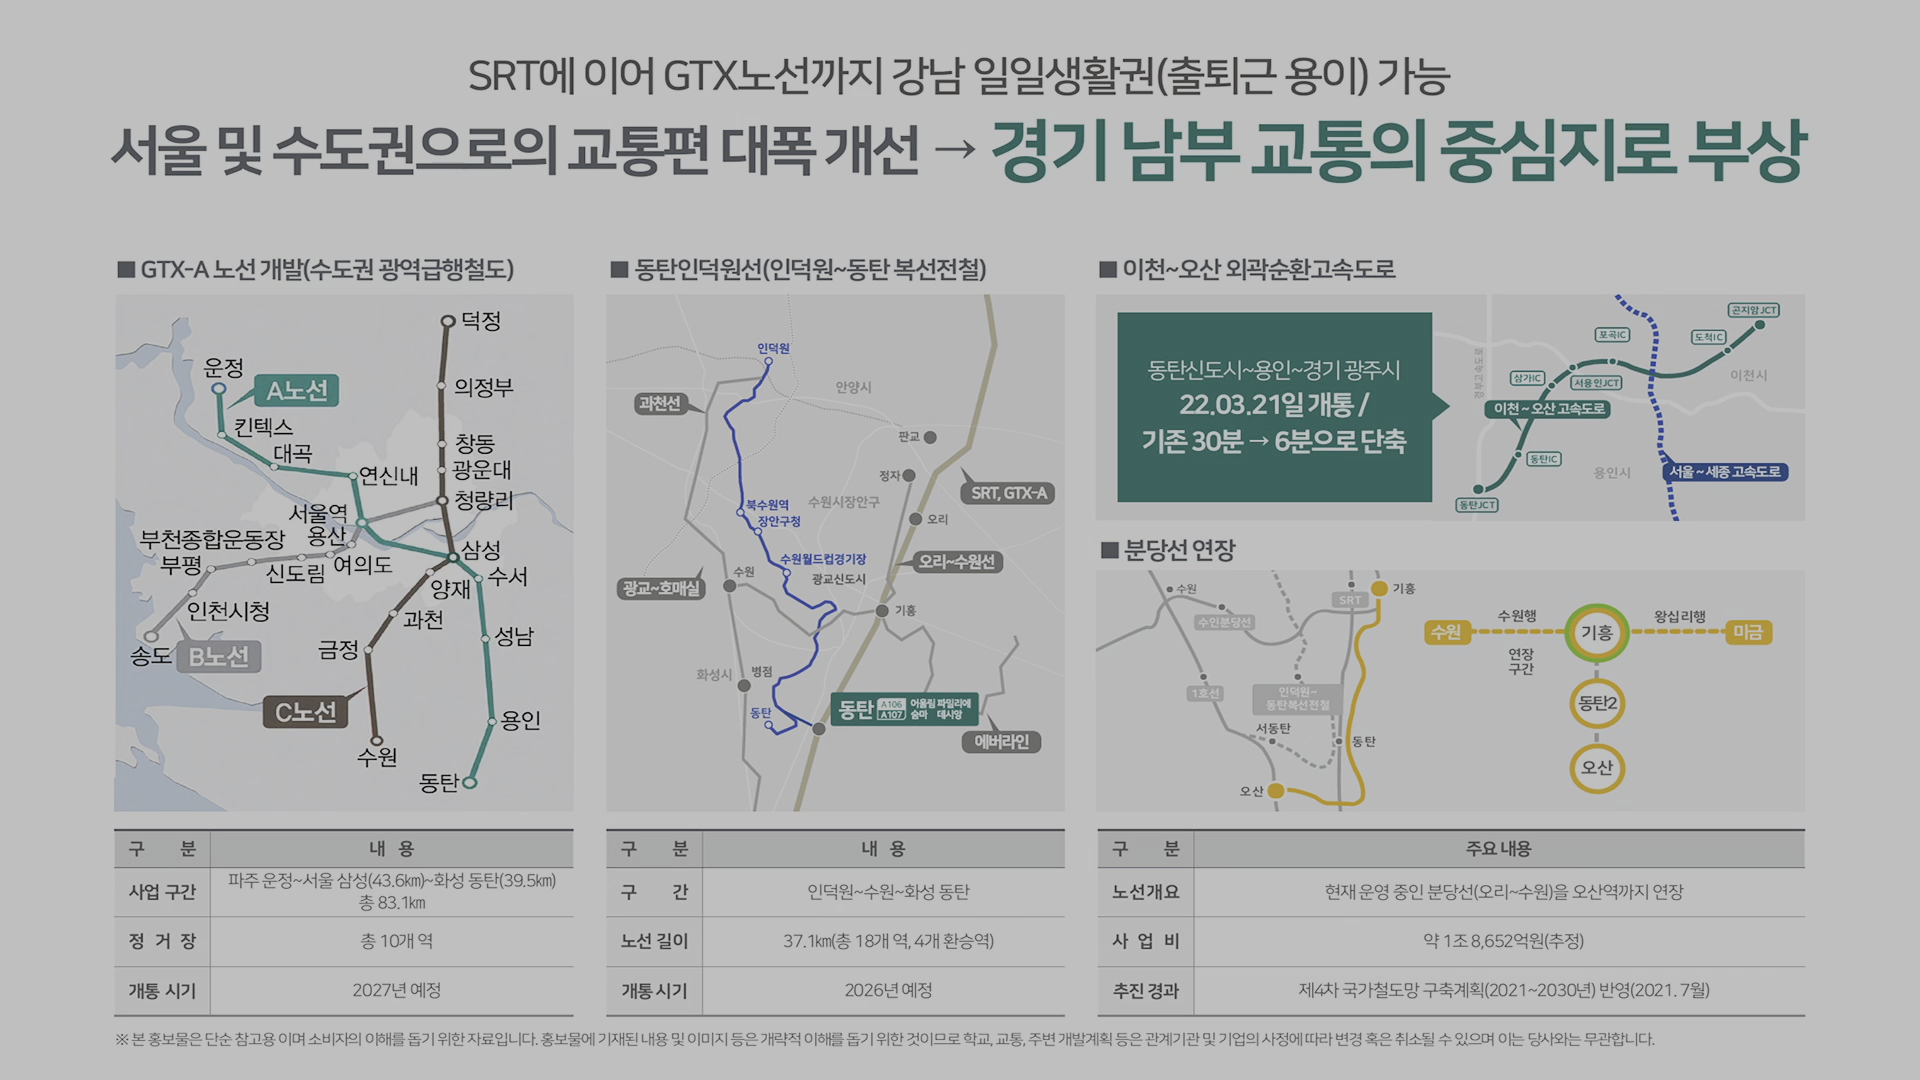 SRT에 이어 GTX노선까지 강남 일일생활권(출퇴근 용이) 가능
서울 및 수도권으로의 교통편 대폭 개선 → 경기 남부 교통의 중심지로 부상
■ GTX-A 노선 개발(수도권 광역급행철도)
덕정
운정
의정부
A노선
킨텍스
창동
대곡
광운대
연신내
청량리
서울역
용산
부천종합운동장
삼성
부평
신도림
여의도
수서
양재
인천시청
과천
성남
금정
송도
B노선
C노선
용인
수원
동탄
구 분
내 용
사업 구간
파주 운정~서울 삼성(43.6km)~화성 동탄(39.5km)
총 83.1km
정 거 장
총 10개 역
개통 시기
2027년 예정
■ 동탄인덕원선(인덕원~동탄 복선전철)
인덕원
안양시
과천선
판교
정자
SRT, GTX-A
북수원역
수원시장안구
장안구청
오리
수원월드컵경기장
오리~수원선
수원
광교신도시
광교~호매실
기흥
화성시
병점
동탄
동탄 A106 어울림 파밀리에
A107 숨마 데시앙
에버라인
구 분
내 용
구 간
인덕원~수원~화성 동탄
노선 길이
37.1km(총 18개 역, 4개 환승역)
개통 시기
2026년 예정
■ 이천~오산 외곽순환고속도로
동탄신도시~용인~경기 광주시
22.03.21일 개통 /
기존 30분 → 6분으로 단축
곤지암JCT
포곡IC
도척IC
경부고속도로
삼가IC
서용인JCT
이천시
이천~오산 고속도로
동탄IC
용인시
서울~세종 고속도로
동탄JCT
■ 분당선 연장
수원
SRT
기흥
수인분당선
1호선
인덕원~
동탄복선전철
서동탄
동탄
오산
수원
수원행
기흥
왕십리행
미금
연장
구간
동탄2
오산
구 분
주요 내용
노선개요
현재 운영 중인 분당선(오리~수원)을 오산역까지 연장
사 업 비
약 1조 8,652억원(추정)
추진 경과
제4차 국가철도망 구축계획(2021~2030년) 반영(2021. 7월)
※ 본 홍보물은 단순 참고용 이며 소비자의 이해를 돕기 위한 자료입니다. 홍보물에 기재된 내용 및 이미지 등은 개략적 이해를 돕기 위한 것이므로 학교, 교통, 주변 개발계획 등은 관계기관 및 기업의 사정에 따라 변경 혹은 취소될 수 있으며 이는 당사와는 무관합니다.